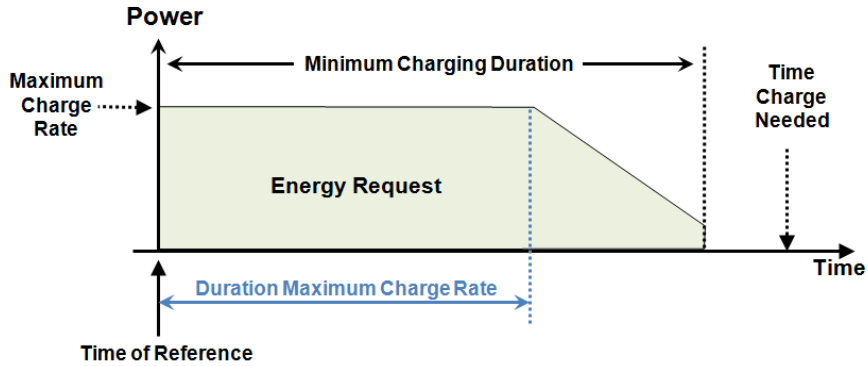 Power
Minimum Charging Duration
Maximum
Charge
Rate
Time
Charge
Needed
Energy Request
Time
Duration Maximum Charge Rate
Time of Reference